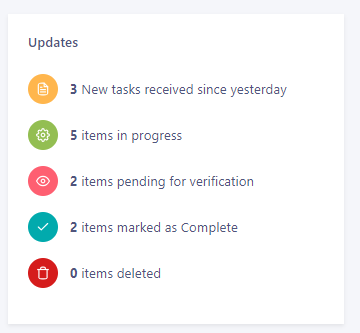 Updates
3 New tasks received since yesterday
5 items in progress
2 items pending for verification
2 items marked as Complete
0 items deleted